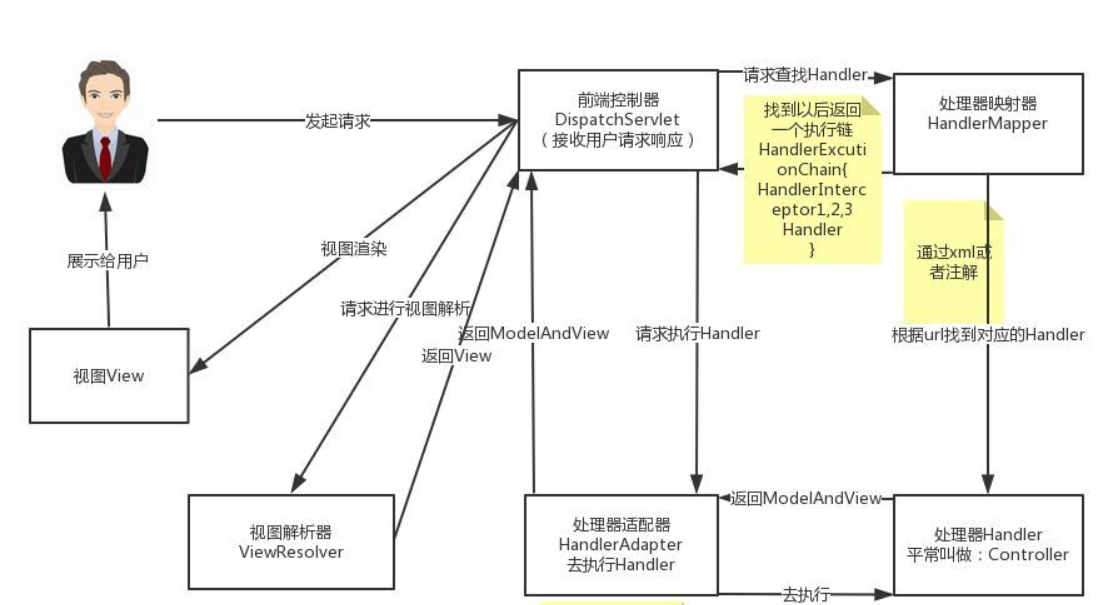 发起请求
前端控制器
DispatchServlet
（接收用户请求响应）
请求查找Handler
处理器映射器
HandlerMapper
找到以后返回
一个执行链
HandlerExcuti
onChain{
HandlerInterc
eptor1,2,3
Handler
}
通过xml或
者注解
根据url找到对应的Handler
视图渲染
展示给用户
请求进行视图解析
返回View
返回ModelAndView
请求执行Handler
视图View
视图解析器
ViewResolver
处理器适配器
HandlerAdapter
去执行Handler
返回ModelAndView
处理器Handler
平常叫做：Controller
去执行